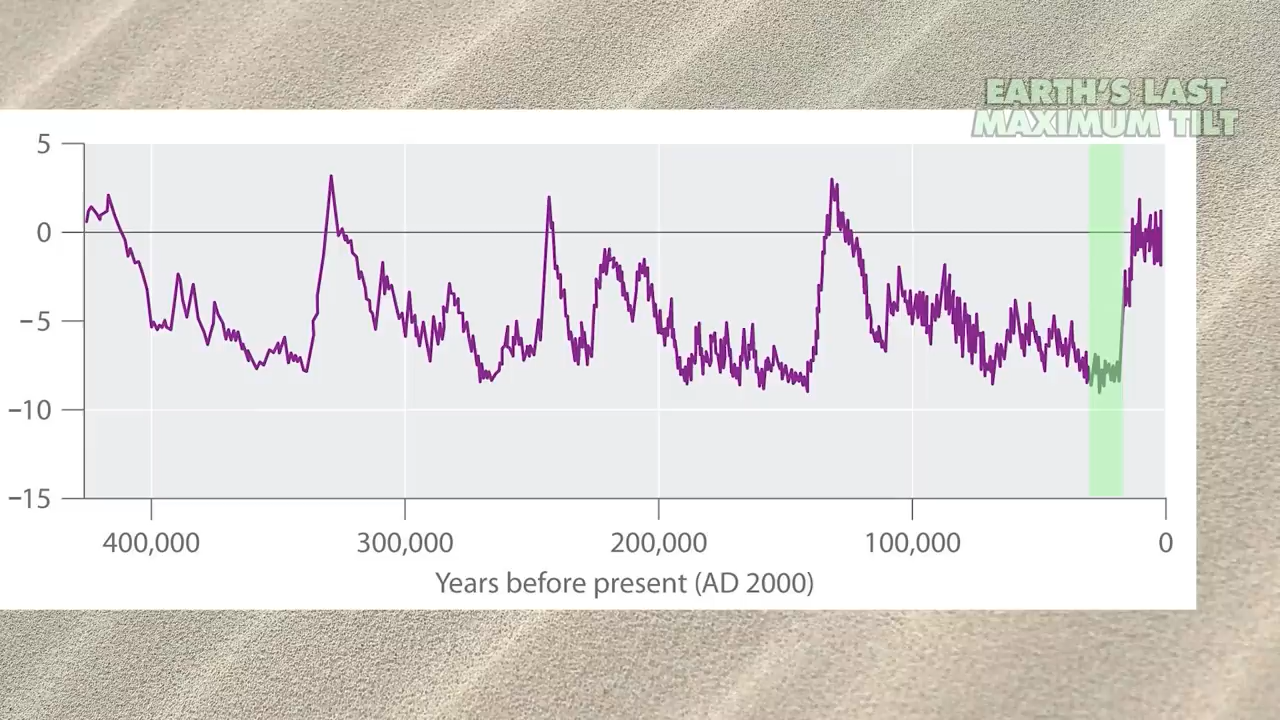 EARTH'S LAST
MAXIMUM TILT
5
0
−5
−10
−15
400,000 300,000 200,000 100,000 0
Years before present (AD 2000)